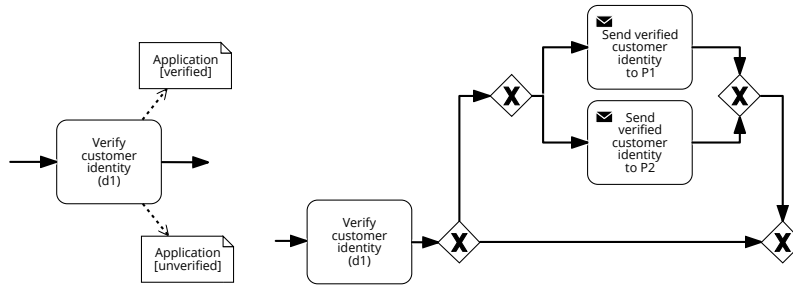 Application
[verified]
Verify
customer
identity
(d1)
Application
[unverified]
Verify
customer
identity
(d1)
X
X
Send verified
customer
identity
to P1
Send
verified
customer
identity
to P2
X
X